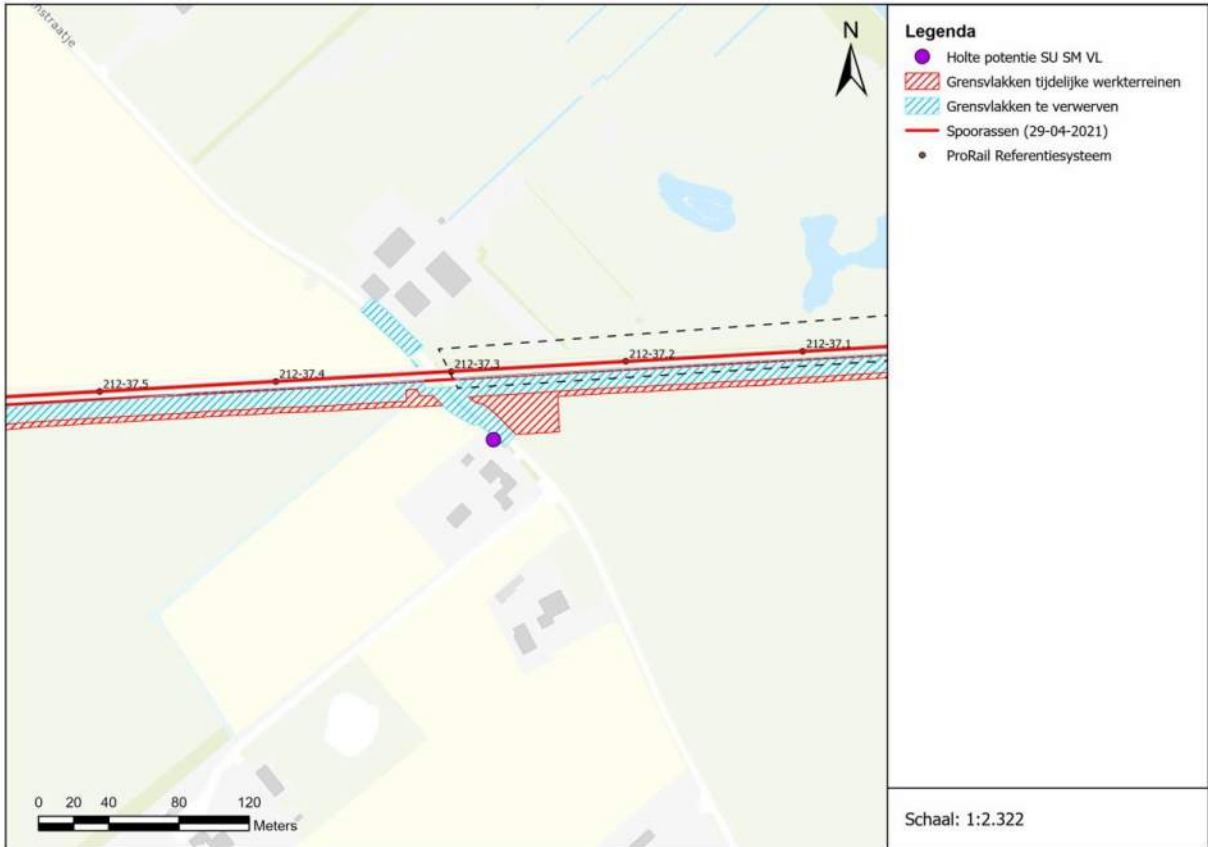 nstraatje
N
212-37.5
212-37.4
212-37.3
212-37.2
212-37.1
0 20 40 80 120
Meters
Legenda
Holte potentie SU SM VL
Grensvlakken tijdelijke werkterreinen
Grensvlakken te verwerven
Spoorassen (29-04-2021)
ProRail Referentiesysteem
Schaal: 1:2.322